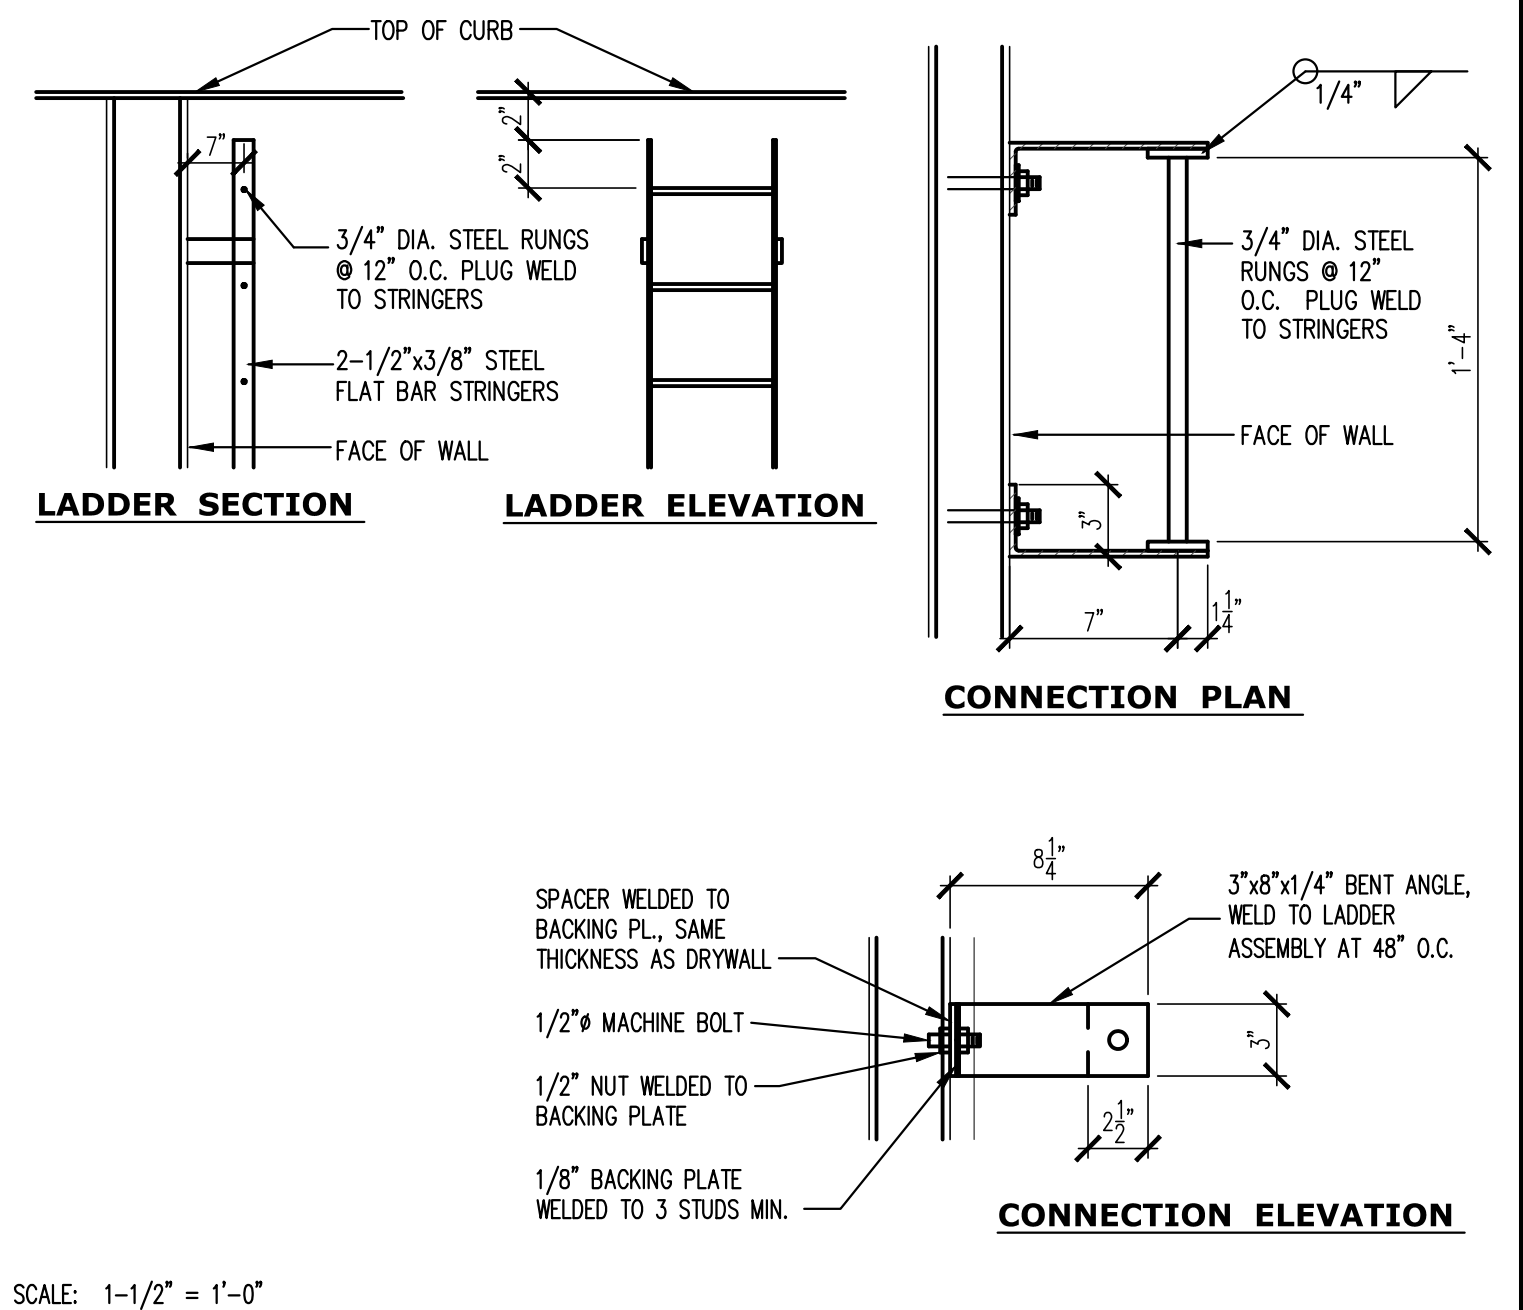 TOP OF CURB
7"
2"
2"
3/4" DIA. STEEL RUNGS
@ 12" O.C. PLUG WELD
TO STRINGERS
2-1/2"x3/8" STEEL
FLAT BAR STRINGERS
FACE OF WALL
LADDER SECTION
LADDER ELEVATION
1/4"
3/4" DIA. STEEL
RUNGS @ 12"
O.C. PLUG WELD
TO STRINGERS
1'-4"
FACE OF WALL
3"
7"
1 1/4"
CONNECTION PLAN
8 1/4"
SPACER WELDED TO
BACKING PL., SAME
THICKNESS AS DRYWALL
1/2"ø MACHINE BOLT
1/2" NUT WELDED TO
BACKING PLATE
1/8" BACKING PLATE
WELDED TO 3 STUDS MIN.
3"x8"x1/4" BENT ANGLE,
WELD TO LADDER
ASSEMBLY AT 48" O.C.
3"
2 1/2"
CONNECTION ELEVATION
SCALE: 1-1/2" = 1'-0"